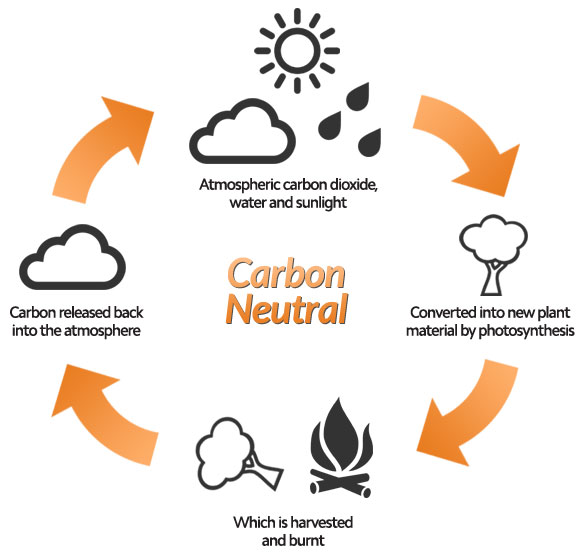 Atmospheric carbon dioxide,
water and sunlight
Carbon
Neutral
Converted into new plant
material by photosynthesis
Which is harvested
and burnt
Carbon released back
into the atmosphere